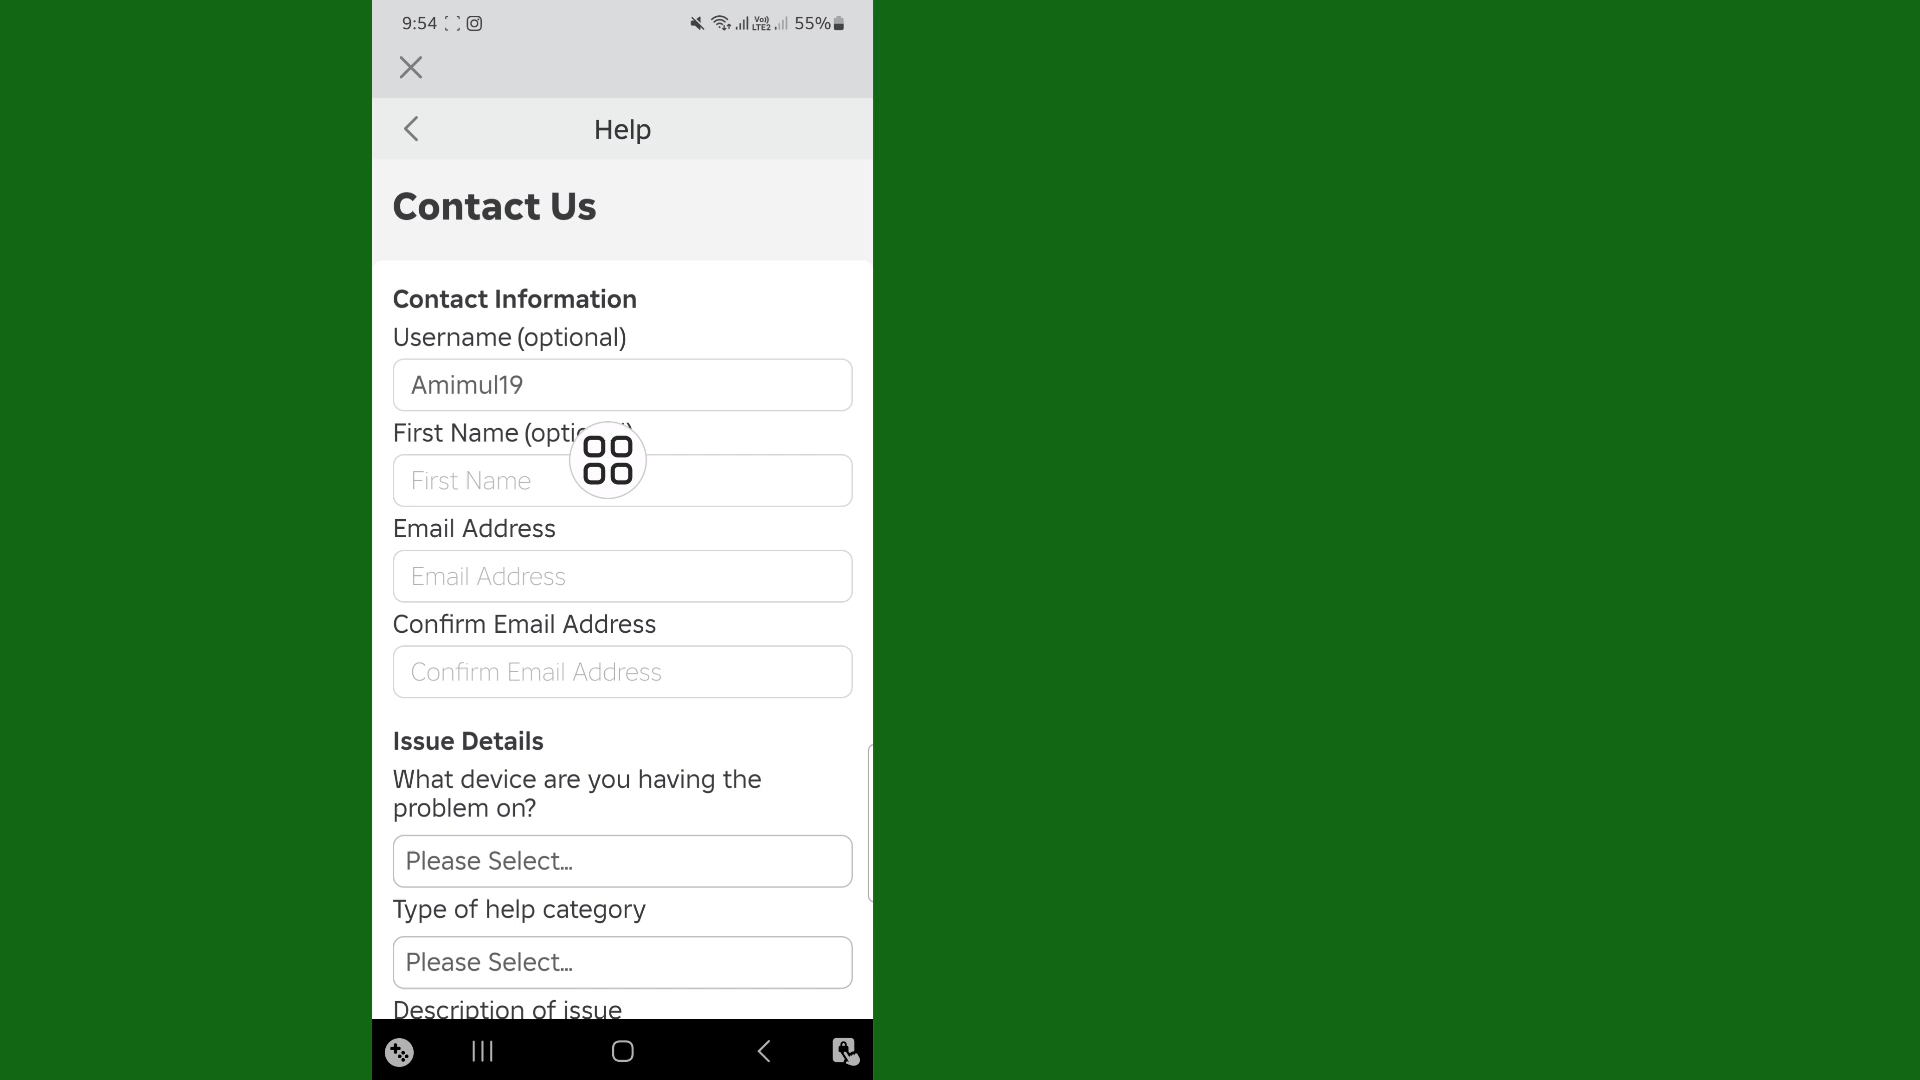 9:54
Vo))
LTE2
55%
Help
Contact Us
Contact Information
Username (optional)
Amimul19
First Name
First Name
Email Address
Email Address
Confirm Email Address
Confirm Email Address
Issue Details
What device are you having the
problem on?
Please Select...
Type of help category
Please Select...
Description of issue